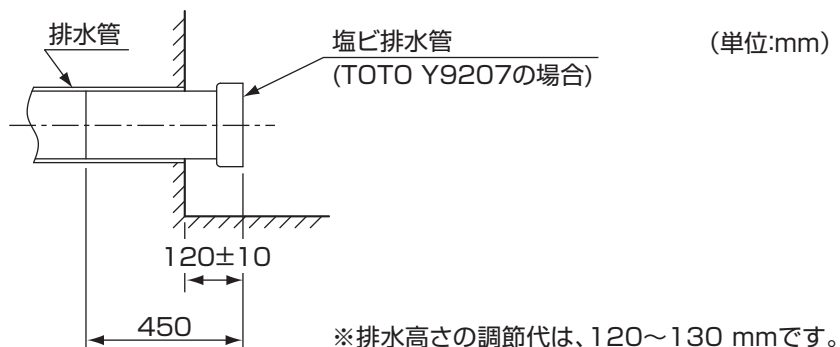 排水管
塩ビ排水管
(TOTO Y9207の場合)
（単位:mm）
120±10
450
※排水高さの調節代は、120～130 mmです。